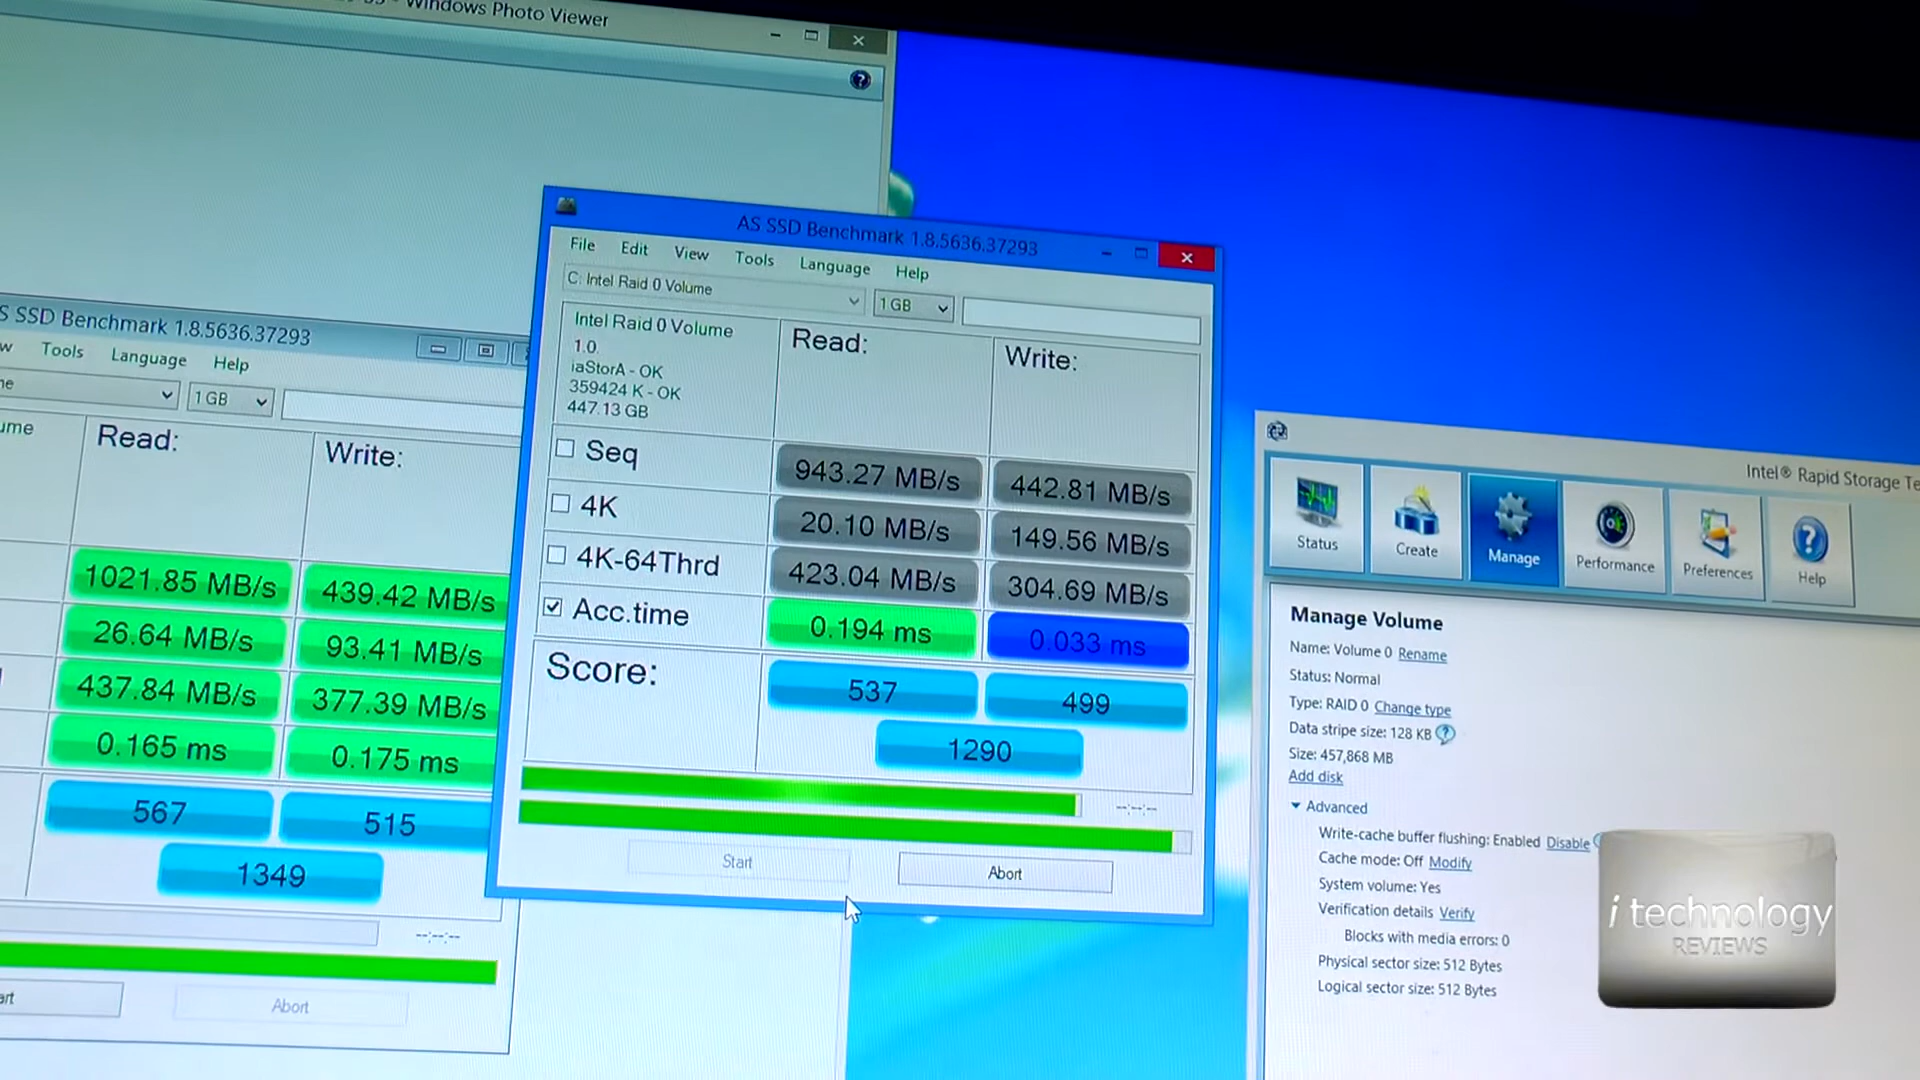 Windows Photo Viewer
SSD Benchmark 1.8.5636.37293
Tools Language Help
1 GB
Read: Write:
1021.85 MB/s 439.42 MB/s
26.64 MB/s 93.41 MB/s
437.84 MB/s 377.39 MB/s
0.165 ms 0.175 ms
567 515
1349
--:--:--
Abort
AS SSD Benchmark 1.8.5636.37293
File Edit View Tools Language Help
C: Intel Raid 0 Volume 1 GB
Intel Raid 0 Volume
1.0.
iaStorA - OK
359424 K - OK
447.13 GB
Read: Write:
Seq 943.27 MB/s 442.81 MB/s
4K 20.10 MB/s 149.56 MB/s
4K-64Thrd 423.04 MB/s 304.69 MB/s
Acc.time 0.194 ms 0.033 ms
Score: 537 499
1290
--:--:--
Start Abort
Intel® Rapid Storage Te
Status Create Manage Performance Preferences Help
Manage Volume
Name: Volume 0 Rename
Status: Normal
Type: RAID 0 Change type
Data stripe size: 128 KB
Size: 457,868 MB
Add disk
Advanced
Write-cache buffer flushing: Enabled Disable
Cache mode: Off Modify
System volume: Yes
Verification details Verify
Blocks with media errors: 0
Physical sector size: 512 Bytes
Logical sector size: 512 Bytes
i technology
REVIEWS